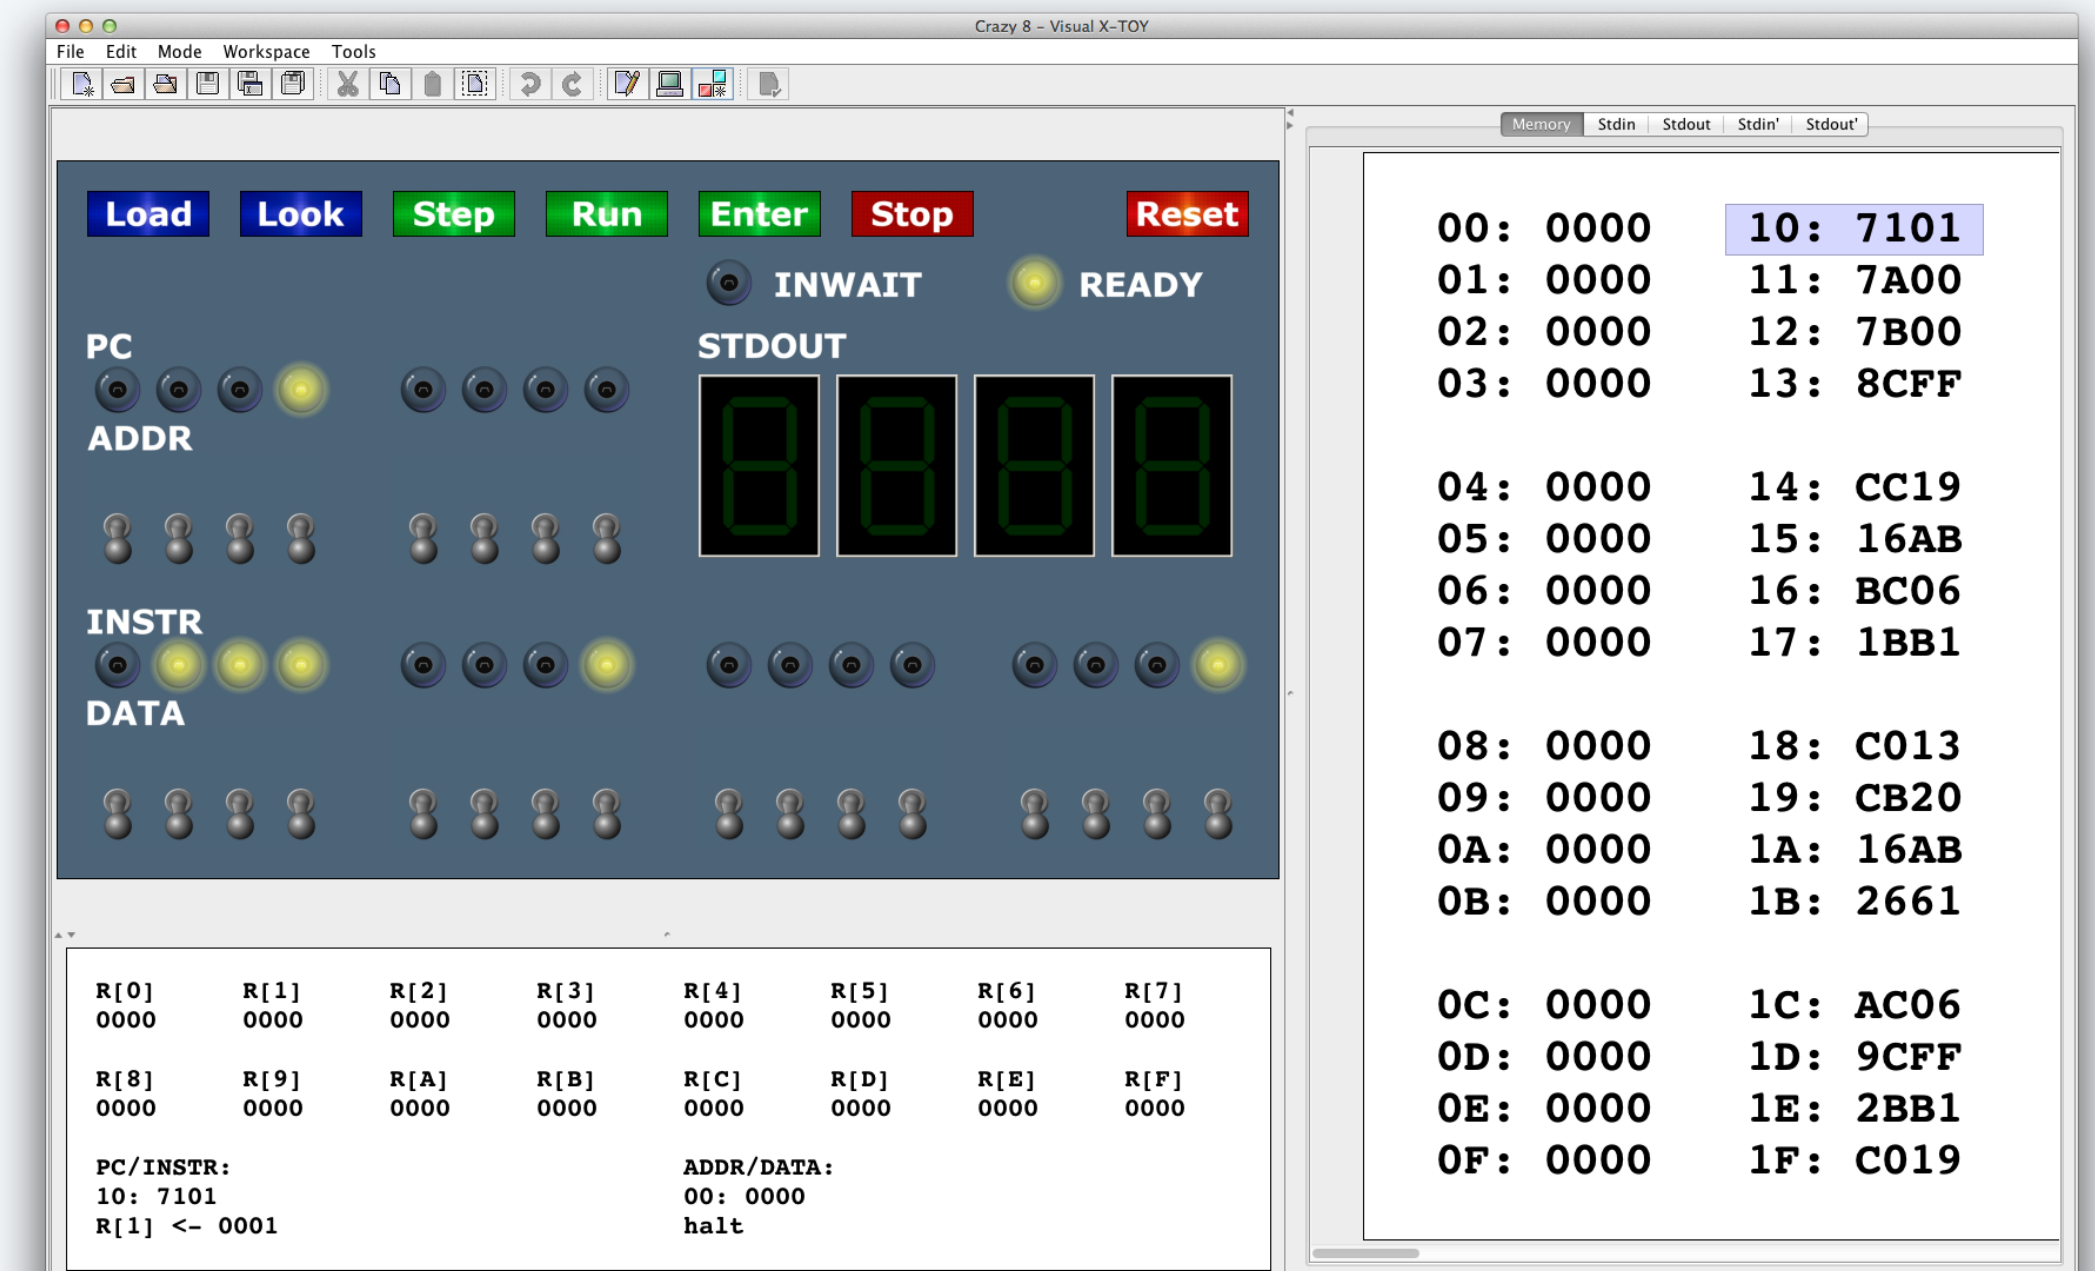 Crazy 8 – Visual X-TOY
File Edit Mode Workspace Tools
Load Look Step Run Enter Stop Reset
INWAIT READY
PC
STDOUT
ADDR
INSTR
DATA
R[0] R[1] R[2] R[3] R[4] R[5] R[6] R[7]
0000 0000 0000 0000 0000 0000 0000 0000
R[8] R[9] R[A] R[B] R[C] R[D] R[E] R[F]
0000 0000 0000 0000 0000 0000 0000 0000
PC/INSTR: ADDR/DATA:
10: 7101 00: 0000
R[1] <- 0001 halt
Memory Stdin Stdout Stdin' Stdout'
00: 0000 10: 7101
01: 0000 11: 7A00
02: 0000 12: 7B00
03: 0000 13: 8CFF
04: 0000 14: CC19
05: 0000 15: 16AB
06: 0000 16: BC06
07: 0000 17: 1BB1
08: 0000 18: C013
09: 0000 19: CB20
0A: 0000 1A: 16AB
0B: 0000 1B: 2661
0C: 0000 1C: AC06
0D: 0000 1D: 9CFF
0E: 0000 1E: 2BB1
0F: 0000 1F: C019